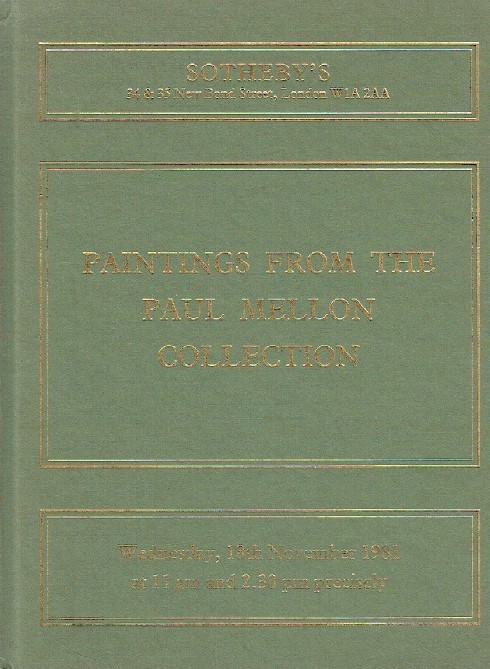 SOTHEBY'S
34 & 35 New Bond Street, London W1A 2AA
PAINTINGS FROM THE
PAUL MELLON
COLLECTION
Wednesday, 18th November 1981
at 11 am and 2.30 pm precisely